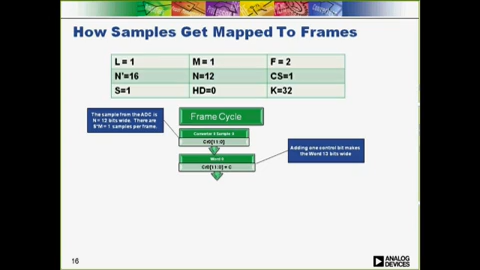 How Samples Get Mapped To Frames
L = 1 M = 1 F = 2
N'=16 N=12 CS=1
S=1 HD=0 K=32
The sample from the ADC is
N = 12 bits wide. There are
S*M = 1 samples per frame.
Frame Cycle
Converter 0 Sample 0
Cr0[11:0]
Word 0
Cr0[11:0] + C
Adding one control bit makes
the Word 13 bits wide
16
ANALOG
DEVICES